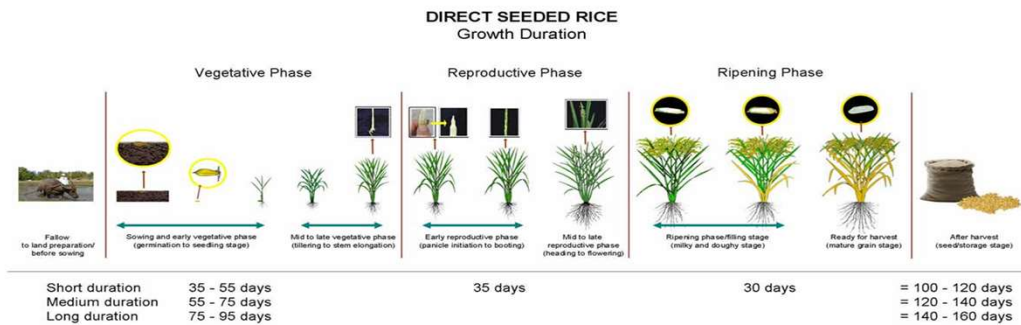 DIRECT SEEDED RICE
Growth Duration
Vegetative Phase
Reproductive Phase
Ripening Phase
Fallow
to land preparation/
before sowing
Sowing and early vegetative phase
(germination to seedling stage)
Mid to late vegetative phase
(tillering to stem elongation)
Early reproductive phase
(panicle initiation to booting)
Mid to late
reproductive phase
(heading to flowering)
Ripening phase/filling stage
(milky and doughy stage)
Ready for harvest
(mature grain stage)
After harvest
(seed/storage stage)
Short duration 35 - 55 days 35 days 30 days = 100 - 120 days
Medium duration 55 - 75 days = 120 - 140 days
Long duration 75 - 95 days = 140 - 160 days